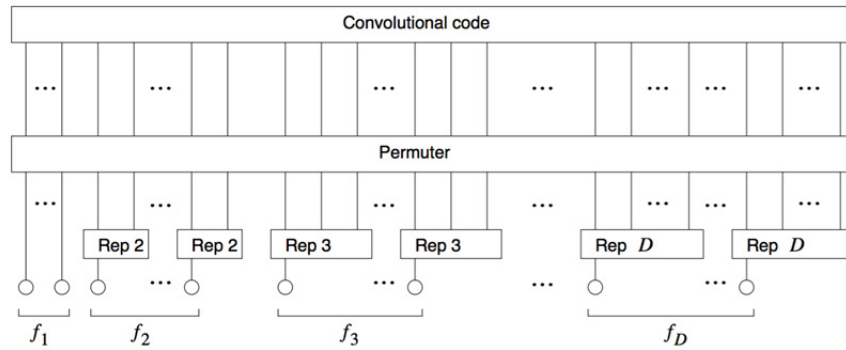 Convolutional code
... ... ... ... ... ... ...
Permuter
... ... ... ... ... ... ...
Rep 2 Rep 2 Rep 3 Rep 3 Rep D Rep D
... ... ... ...
f1 f2 f3 fD